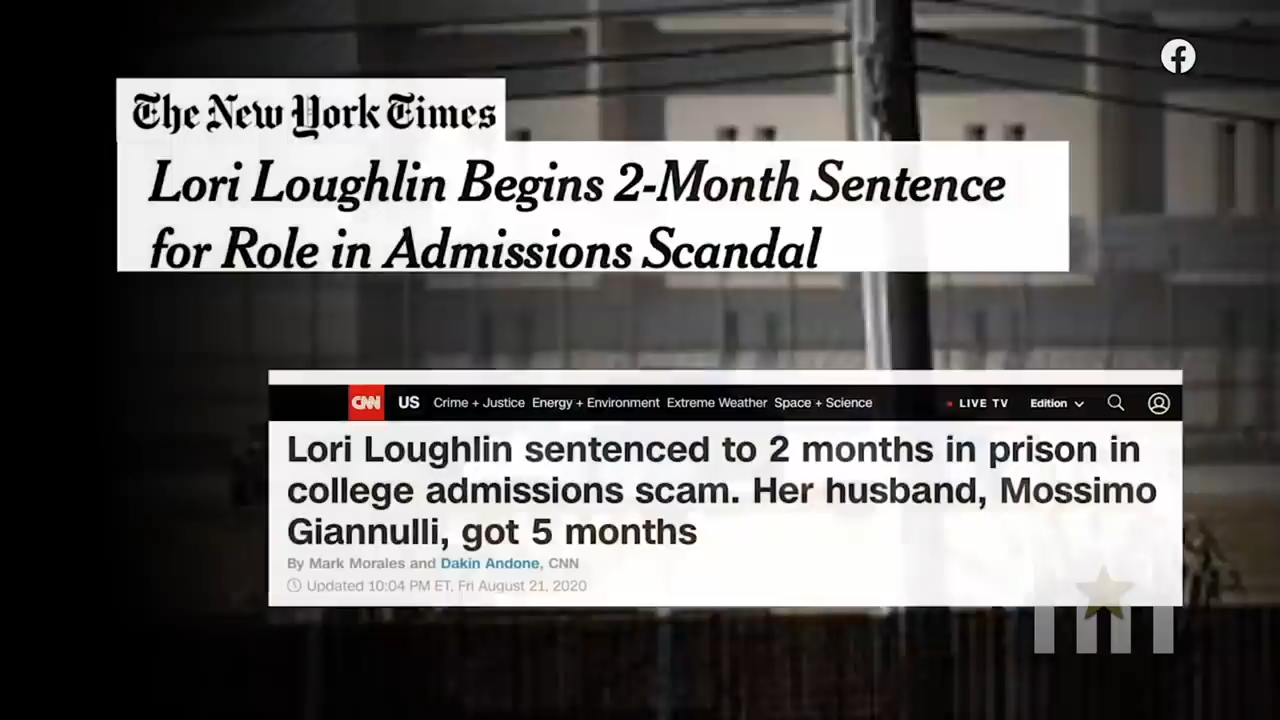 The New York Times
Lori Loughlin Begins 2-Month Sentence
for Role in Admissions Scandal
CNN US Crime + Justice Energy + Environment Extreme Weather Space + Science LIVE TV Edition
Lori Loughlin sentenced to 2 months in prison in
college admissions scam. Her husband, Mossimo
Giannulli, got 5 months
By Mark Morales and Dakin Andone, CNN
Updated 10:04 PM ET, Fri August 21, 2020